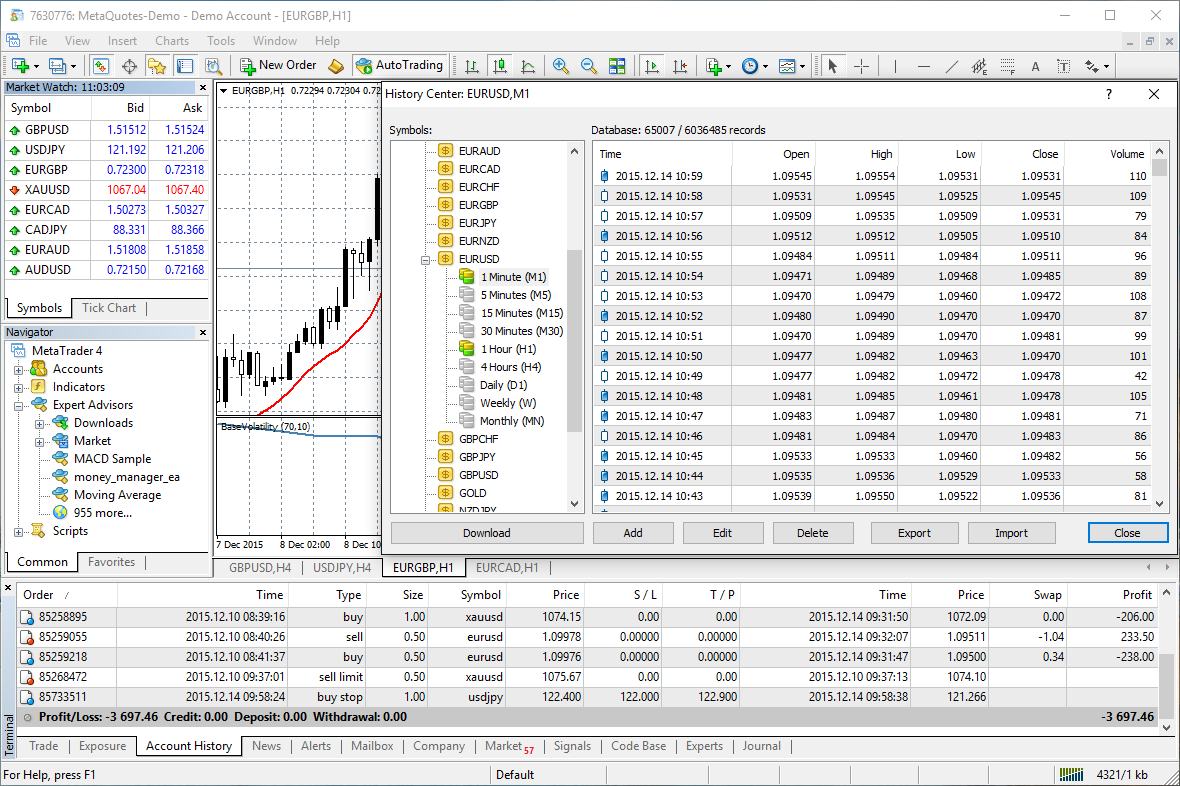 7630776: MetaQuotes-Demo - Demo Account - [EURGBP,H1]
File View Insert Charts Tools Window Help
New Order AutoTrading
A T
Market Watch: 11:03:09
Symbol Bid Ask
GBPUSD 1.51512 1.51524
USDJPY 121.192 121.206
EURGBP 0.72300 0.72318
XAUUSD 1067.04 1067.40
EURCAD 1.50273 1.50327
CADJPY 88.331 88.366
EURAUD 1.51808 1.51858
AUDUSD 0.72150 0.72168
Symbols Tick Chart
Navigator
MetaTrader 4
Accounts
Indicators
Expert Advisors
Downloads
Market
MACD Sample
money_manager_ea
Moving Average
955 more...
Scripts
Common Favorites
EURGBP,H1 0.72294 0.72304 0.722
BaseVolatility (70,10)
7 Dec 2015 8 Dec 02:00 8 Dec 10
GBPUSD,H4 USDJPY,H4 EURGBP,H1 EURCAD,H1
History Center: EURUSD,M1
Symbols:
EURAUD
EURCAD
EURCHF
EURGBP
EURJPY
EURNZD
EURUSD
1 Minute (M1)
5 Minutes (M5)
15 Minutes (M15)
30 Minutes (M30)
1 Hour (H1)
4 Hours (H4)
Daily (D1)
Weekly (W)
Monthly (MN)
GBPCHF
GBPJPY
GBPUSD
GOLD
NZDJPY
Database: 65007 / 6036485 records
Time Open High Low Close Volume
2015.12.14 10:59 1.09545 1.09554 1.09531 1.09531 110
2015.12.14 10:58 1.09531 1.09545 1.09525 1.09545 109
2015.12.14 10:57 1.09509 1.09535 1.09509 1.09531 79
2015.12.14 10:56 1.09512 1.09512 1.09505 1.09510 84
2015.12.14 10:55 1.09484 1.09511 1.09484 1.09511 96
2015.12.14 10:54 1.09471 1.09489 1.09468 1.09485 89
2015.12.14 10:53 1.09470 1.09479 1.09460 1.09472 108
2015.12.14 10:52 1.09480 1.09490 1.09470 1.09470 87
2015.12.14 10:51 1.09470 1.09489 1.09470 1.09481 99
2015.12.14 10:50 1.09477 1.09482 1.09463 1.09470 101
2015.12.14 10:49 1.09477 1.09482 1.09472 1.09478 42
2015.12.14 10:48 1.09481 1.09485 1.09461 1.09478 105
2015.12.14 10:47 1.09483 1.09487 1.09480 1.09481 71
2015.12.14 10:46 1.09481 1.09484 1.09470 1.09483 86
2015.12.14 10:45 1.09533 1.09533 1.09460 1.09482 56
2015.12.14 10:44 1.09535 1.09536 1.09529 1.09533 58
2015.12.14 10:43 1.09539 1.09550 1.09522 1.09536 81
Download Add Edit Delete Export Import Close
Order / Time Type Size Symbol Price S / L T / P Time Price Swap Profit
85258895 2015.12.10 08:39:16 buy 1.00 xauusd 1074.15 0.00 0.00 2015.12.14 09:31:50 1072.09 0.00 -206.00
85259055 2015.12.10 08:40:26 sell 0.50 eurusd 1.09978 0.00000 0.00000 2015.12.14 09:32:07 1.09511 -1.04 233.50
85259218 2015.12.10 08:41:37 buy 0.50 eurusd 1.09976 0.00000 0.00000 2015.12.14 09:31:47 1.09500 0.34 -238.00
85268472 2015.12.10 09:37:01 sell limit 0.50 xauusd 1075.67 0.00 0.00 2015.12.10 09:37:13 1074.10
85733511 2015.12.14 09:58:24 buy stop 1.00 usdjpy 122.400 122.000 122.900 2015.12.14 09:58:38 121.266
Profit/Loss: -3 697.46 Credit: 0.00 Deposit: 0.00 Withdrawal: 0.00 -3 697.46
Terminal
Trade Exposure Account History News Alerts Mailbox Company Market 57 Signals Code Base Experts Journal
For Help, press F1 Default 4321/1 kb